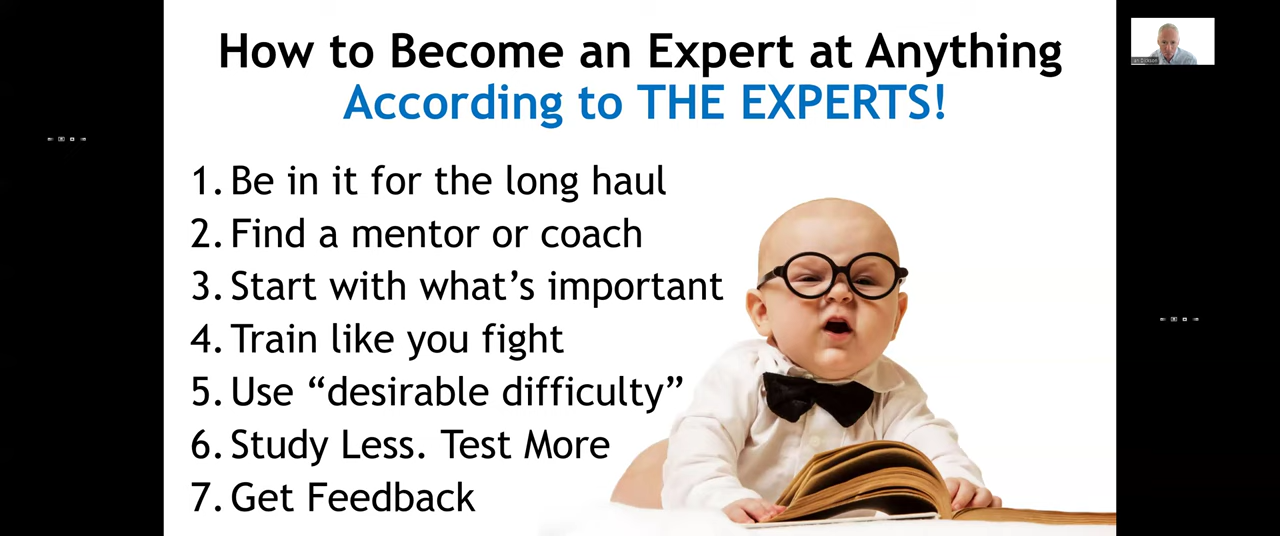 How to Become an Expert at Anything
According to THE EXPERTS!
1. Be in it for the long haul
2. Find a mentor or coach
3. Start with what’s important
4. Train like you fight
5. Use “desirable difficulty”
6. Study Less. Test More
7. Get Feedback